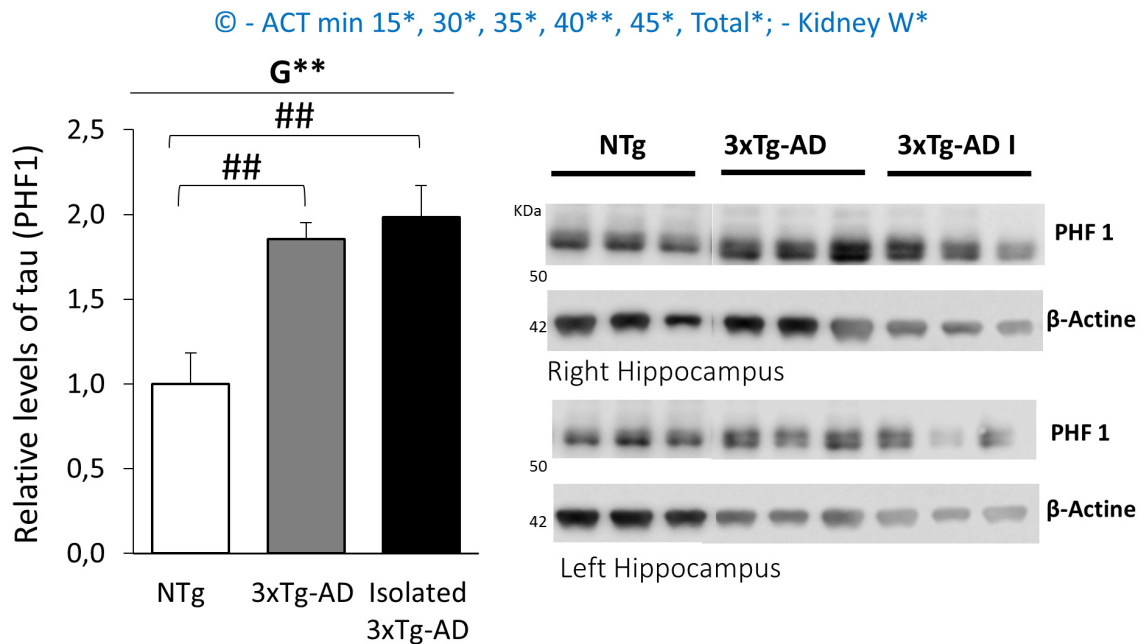 © - ACT min 15*, 30*, 35*, 40**, 45*, Total*; - Kidney W*
G**
##
##
Relative levels of tau (PHF1)
2,5
2,0
1,5
1,0
0,5
0,0
NTg
3xTg-AD
Isolated
3xTg-AD
NTg
3xTg-AD
3xTg-AD I
KDa
PHF 1
50
42
β-Actine
Right Hippocampus
PHF 1
50
42
β-Actine
Left Hippocampus